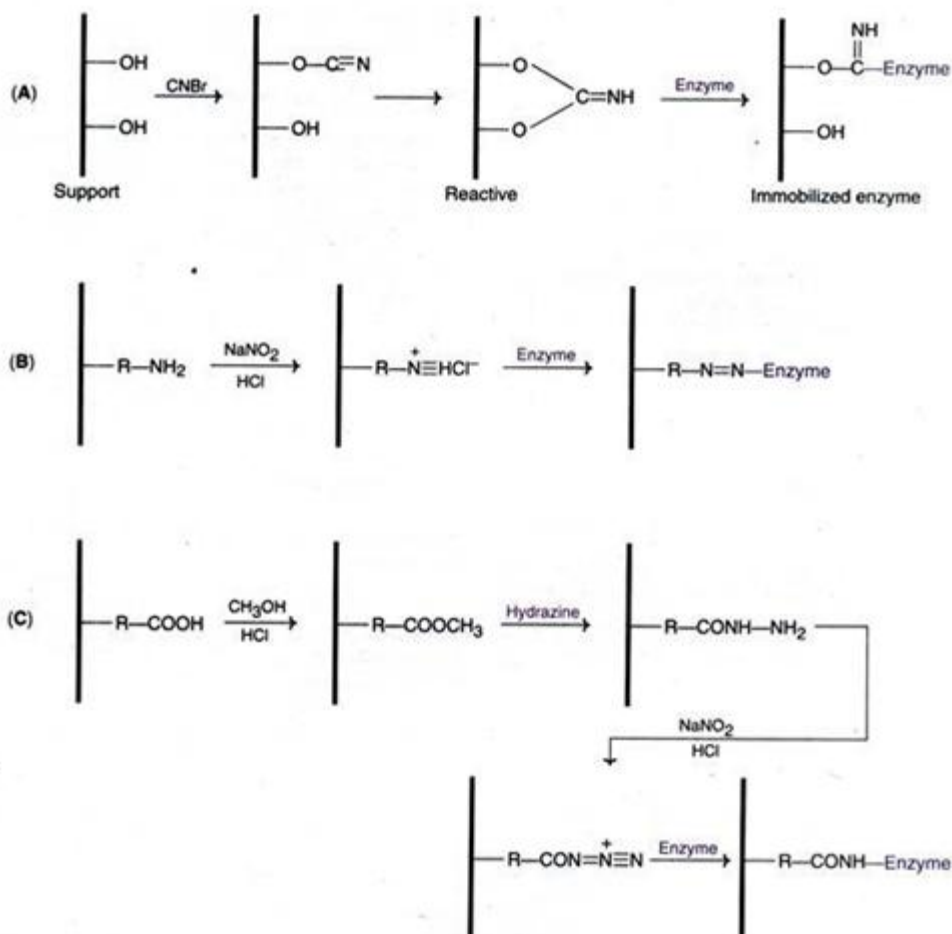 (A)
OH
OH
Support
CNBr
O—C≡N
OH
O
O
C=NH
Reactive
Enzyme
NH
O—C—Enzyme
OH
Immobilized enzyme
(B)
R—NH₂
NaNO₂
HCl
R—N⁺≡HCl⁻
Enzyme
R—N=N—Enzyme
(C)
R—COOH
CH₃OH
HCl
R—COOCH₃
Hydrazine
R—CONH—NH₂
NaNO₂
HCl
R—CON=N⁺≡N
Enzyme
R—CONH—Enzyme